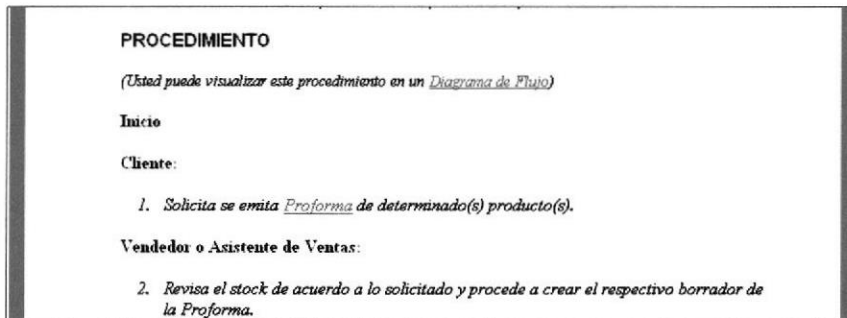 PROCEDIMIENTO
(Usted puede visualizar este procedimiento en un Diagrama de Flujo)
Inicio
Cliente:
1. Solicita se emita Proforma de determinado(s) producto(s).
Vendedor o Asistente de Ventas:
2. Revisa el stock de acuerdo a lo solicitado y procede a crear el respectivo borrador de
la Proforma.